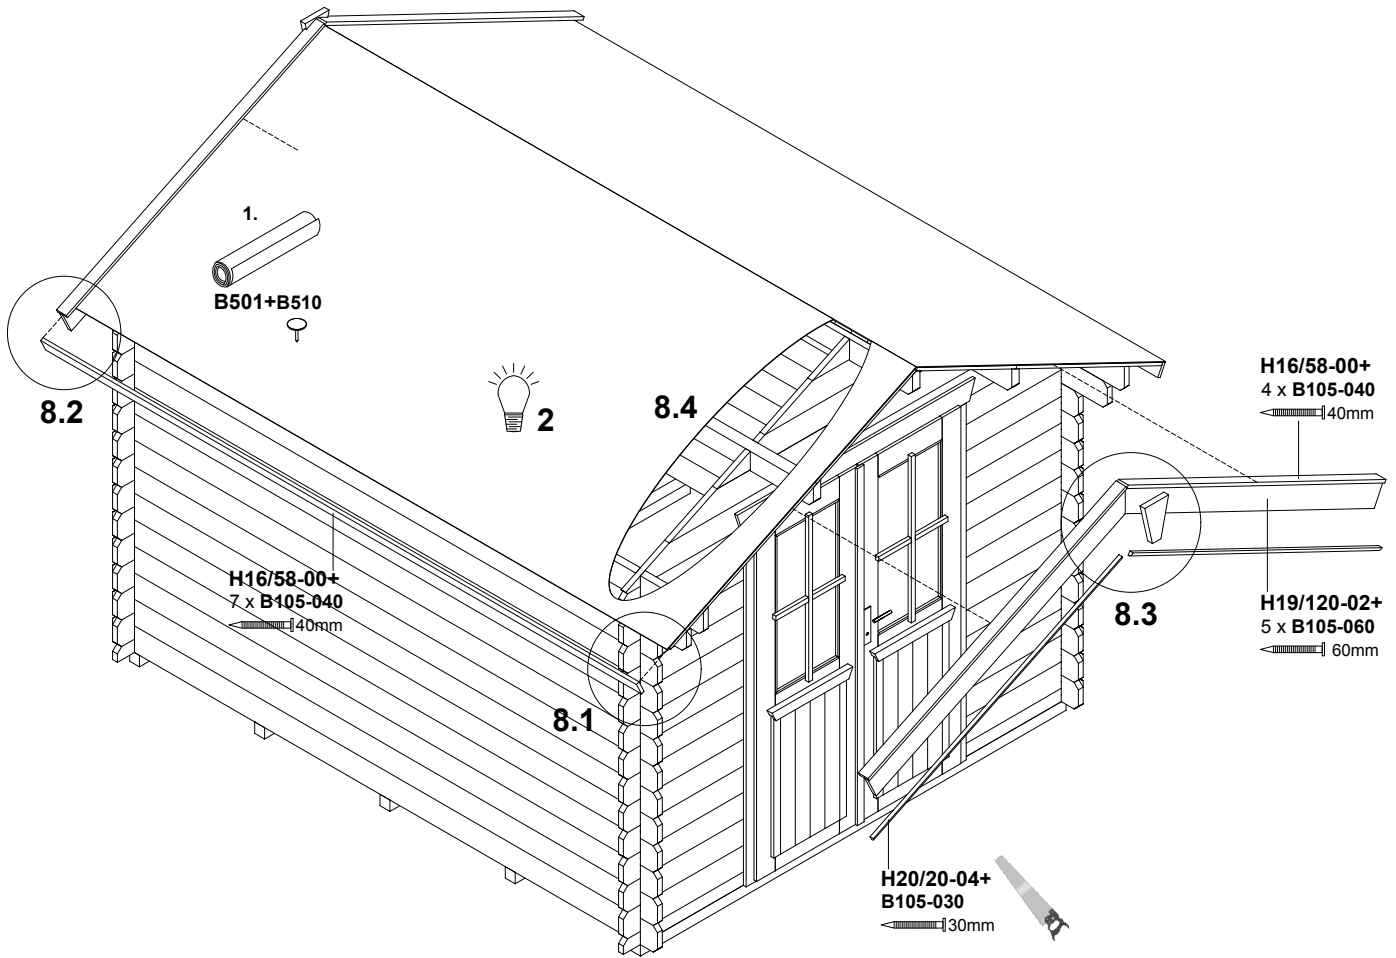 1.
B501+B510
8.2
2
8.4
H16/58-00+
4 x B105-040
40mm
H16/58-00+
7 x B105-040
40mm
8.3
H19/120-02+
5 x B105-060
60mm
8.1
H20/20-04+
B105-030
30mm